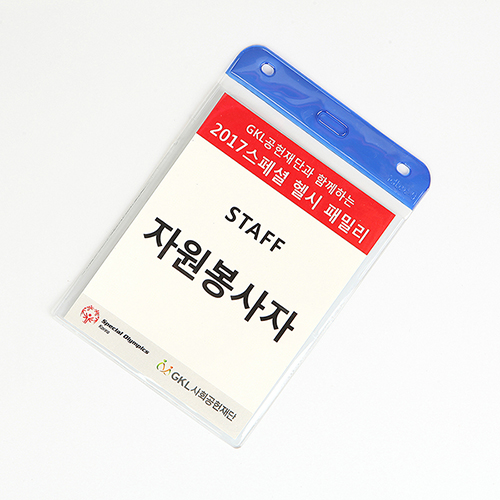 GKL공헌재단과 함께하는
2017스페셜 헬시 패밀리
STAFF
자원봉사자
Special Olympics
Korea
GKL사회공헌재단